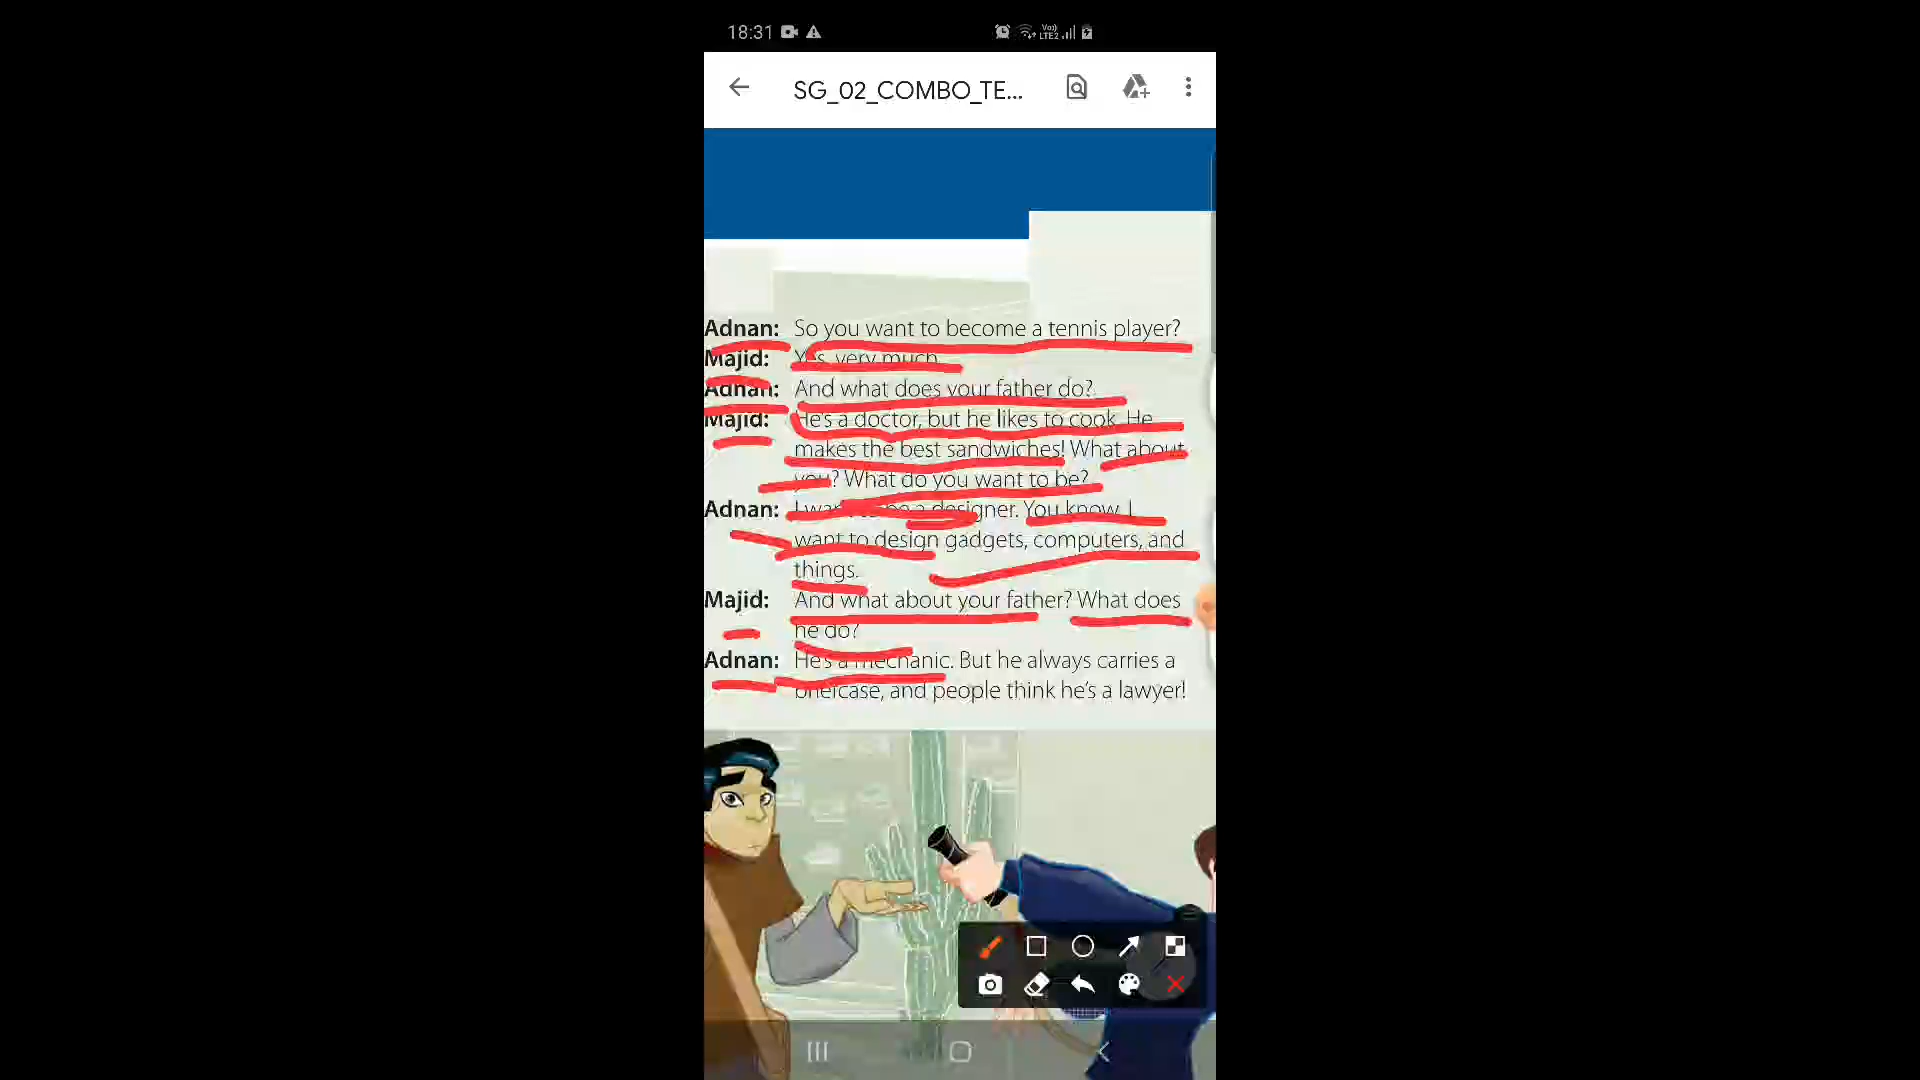 18:31
Vo)) LTE2
SG_02_COMBO_TE...
Adnan: So you want to become a tennis player?
Majid: Yes, very much.
Adnan: And what does your father do?
Majid: He's a doctor, but he likes to cook. He
makes the best sandwiches! What about
you? What do you want to be?
Adnan: I want to be a designer. You know, I
want to design gadgets, computers, and
things.
Majid: And what about your father? What does
he do?
Adnan: He's a mechanic. But he always carries a
briefcase, and people think he's a lawyer!